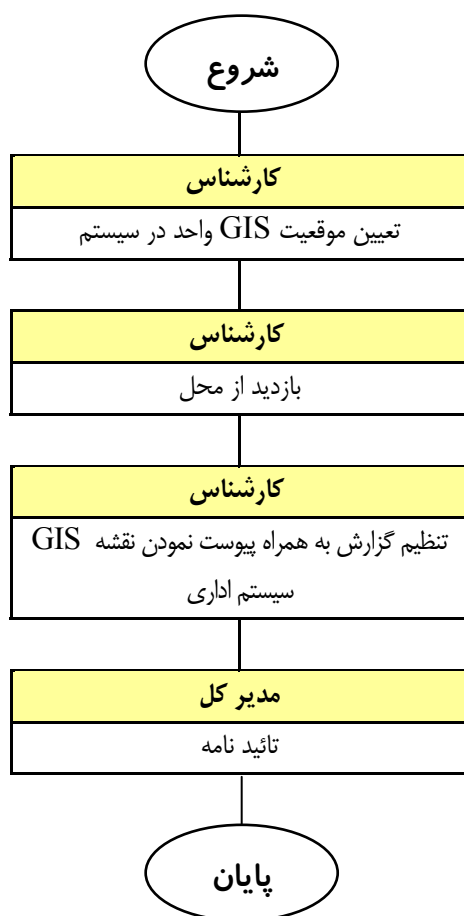 شروع
کارشناس
تعیین موقعیت GIS واحد در سیستم
کارشناس
بازدید از محل
کارشناس
تنظیم گزارش به همراه پیوست نمودن نقشه GIS
سیستم اداری
مدیر کل
تائید نامه
پایان